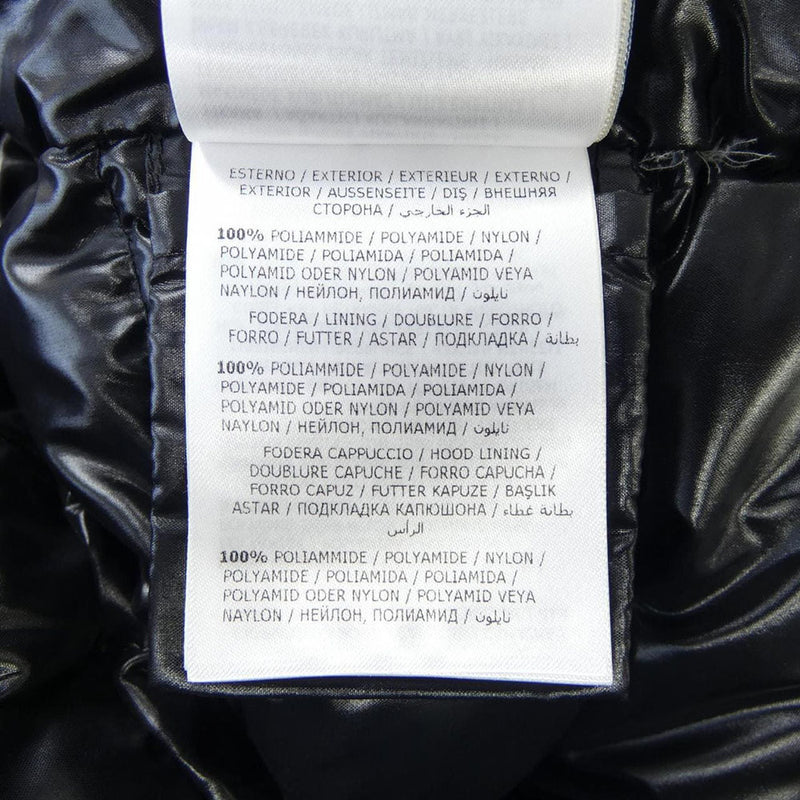 ESTERNO / EXTERIOR / EXTERIEUR / EXTERNO /
EXTERIOR / AUSSENSEITE / DIŞ / ВНЕШНЯЯ
СТОРОНА / الجزء الخارجي
100% POLIAMMIDE / POLYAMIDE / NYLON /
POLYAMIDE / POLIAMIDA / POLIAMIDA /
POLYAMID ODER NYLON / POLYAMID VEYA
NAYLON / НЕЙЛОН, ПОЛИАМИД / نايلون
FODERA / LINING / DOUBLURE / FORRO /
FORRO / FUTTER / ASTAR / ПОДКЛАДКА / بطانة
100% POLIAMMIDE / POLYAMIDE / NYLON /
POLYAMIDE / POLIAMIDA / POLIAMIDA /
POLYAMID ODER NYLON / POLYAMID VEYA
NAYLON / НЕЙЛОН, ПОЛИАМИД / نايلون
FODERA CAPPUCCIO / HOOD LINING /
DOUBLURE CAPUCHE / FORRO CAPUCHA /
FORRO CAPUZ / FUTTER KAPUZE / BAŞLIK
ASTAR / ПОДКЛАДКА КАПЮШОНА / بطانة غطاء
الرأس
100% POLIAMMIDE / POLYAMIDE / NYLON /
POLYAMIDE / POLIAMIDA / POLIAMIDA /
POLYAMID ODER NYLON / POLYAMID VEYA
NAYLON / НЕЙЛОН, ПОЛИАМИД / نايلون